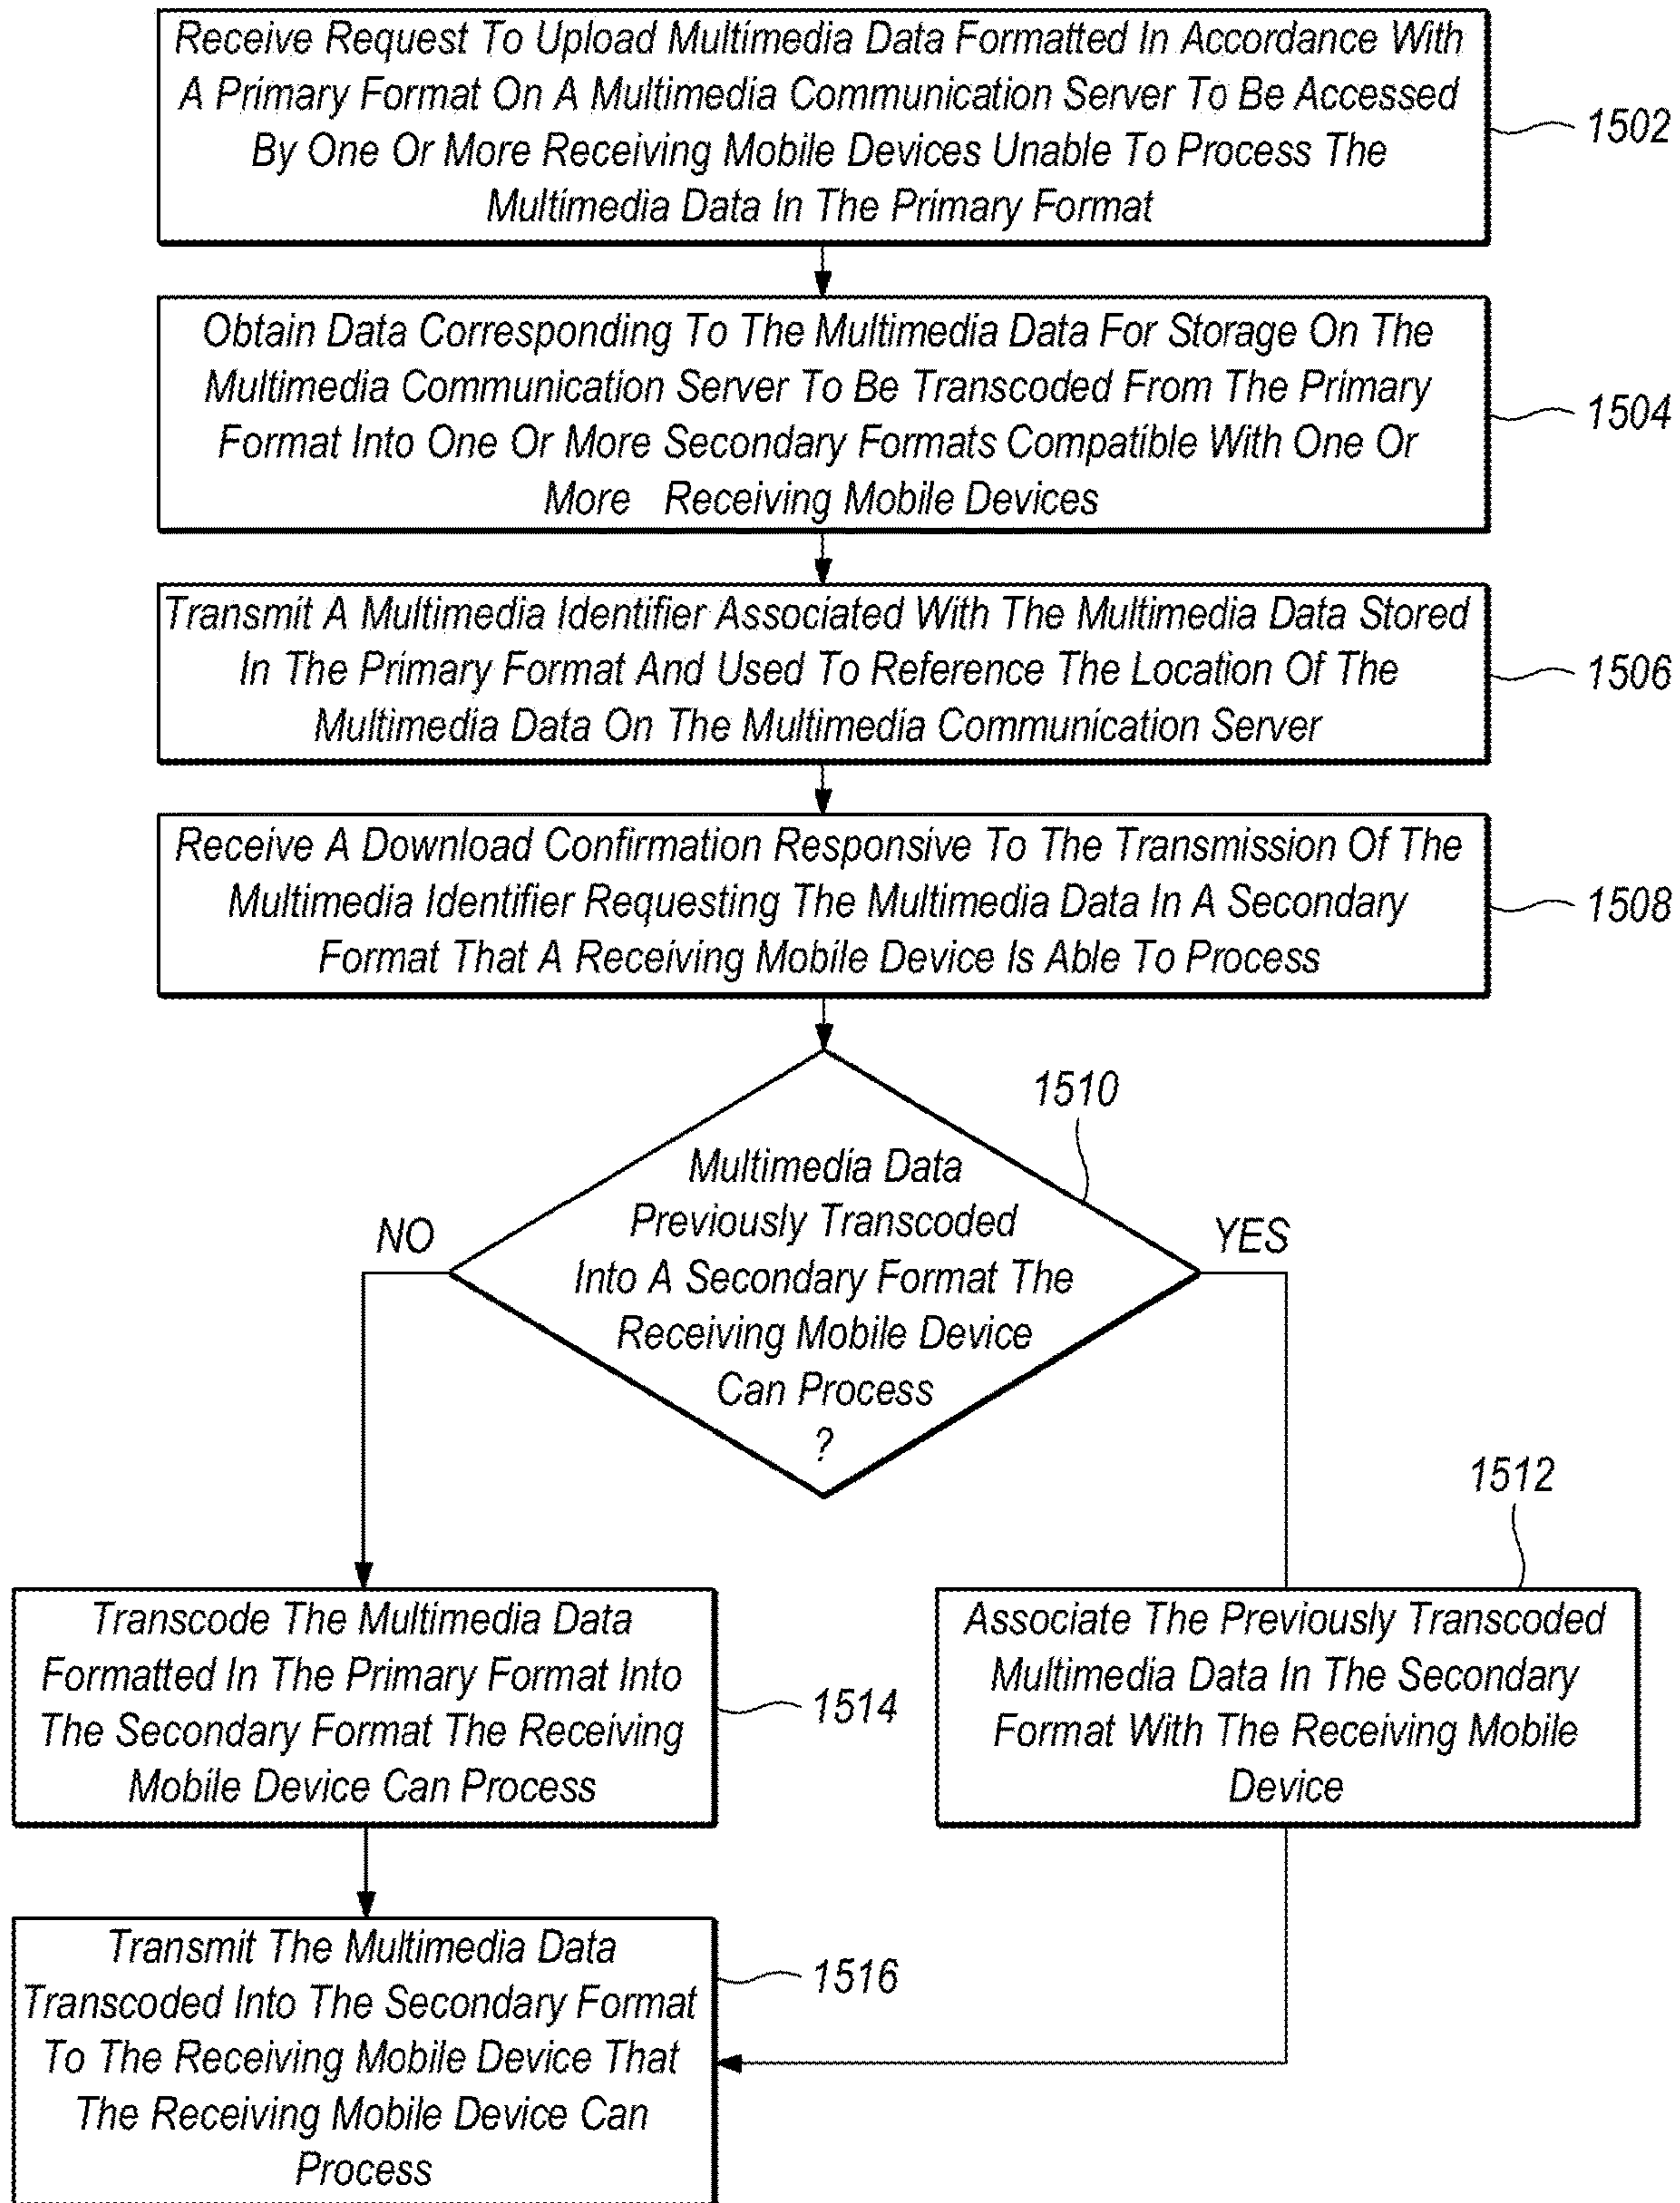 Receive Request To Upload Multimedia Data Formatted In Accordance With
A Primary Format On A Multimedia Communication Server To Be Accessed
By One Or More Receiving Mobile Devices Unable To Process The
Multimedia Data In The Primary Format
1502
Obtain Data Corresponding To The Multimedia Data For Storage On The
Multimedia Communication Server To Be Transcoded From The Primary
Format Into One Or More Secondary Formats Compatible With One Or
More Receiving Mobile Devices
1504
Transmit A Multimedia Identifier Associated With The Multimedia Data Stored
In The Primary Format And Used To Reference The Location Of The
Multimedia Data On The Multimedia Communication Server
1506
Receive A Download Confirmation Responsive To The Transmission Of The
Multimedia Identifier Requesting The Multimedia Data In A Secondary
Format That A Receiving Mobile Device Is Able To Process
1508
1510
Multimedia Data
Previously Transcoded
Into A Secondary Format The
Receiving Mobile Device
Can Process
?
NO
YES
1512
Transcode The Multimedia Data
Formatted In The Primary Format Into
The Secondary Format The Receiving
Mobile Device Can Process
1514
Associate The Previously Transcoded
Multimedia Data In The Secondary
Format With The Receiving Mobile
Device
Transmit The Multimedia Data
Transcoded Into The Secondary Format
To The Receiving Mobile Device That
The Receiving Mobile Device Can
Process
1516